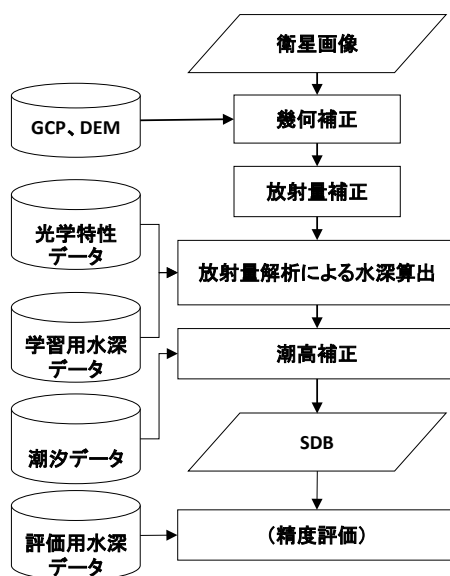 衛星画像
GCP、DEM
幾何補正
放射量補正
光学特性
データ
放射量解析による水深算出
学習用水深
データ
潮高補正
潮汐データ
SDB
評価用水深
データ
（精度評価）